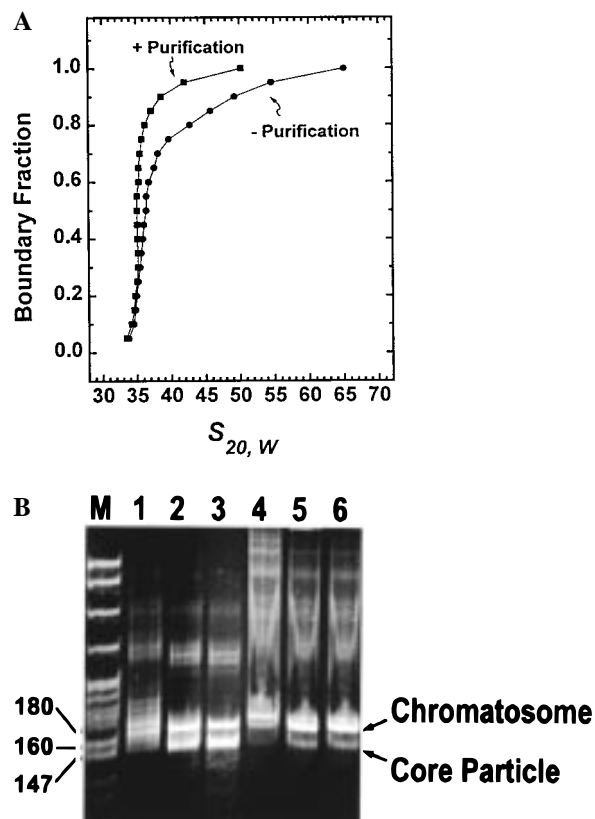 A
+ Purification
- Purification
Boundary Fraction
1.0
0.8
0.6
0.4
0.2
0.0
30 35 40 45 50 55 60 65 70
S20, W
B
M 1 2 3 4 5 6
180
160
147
Chromatosome
Core Particle